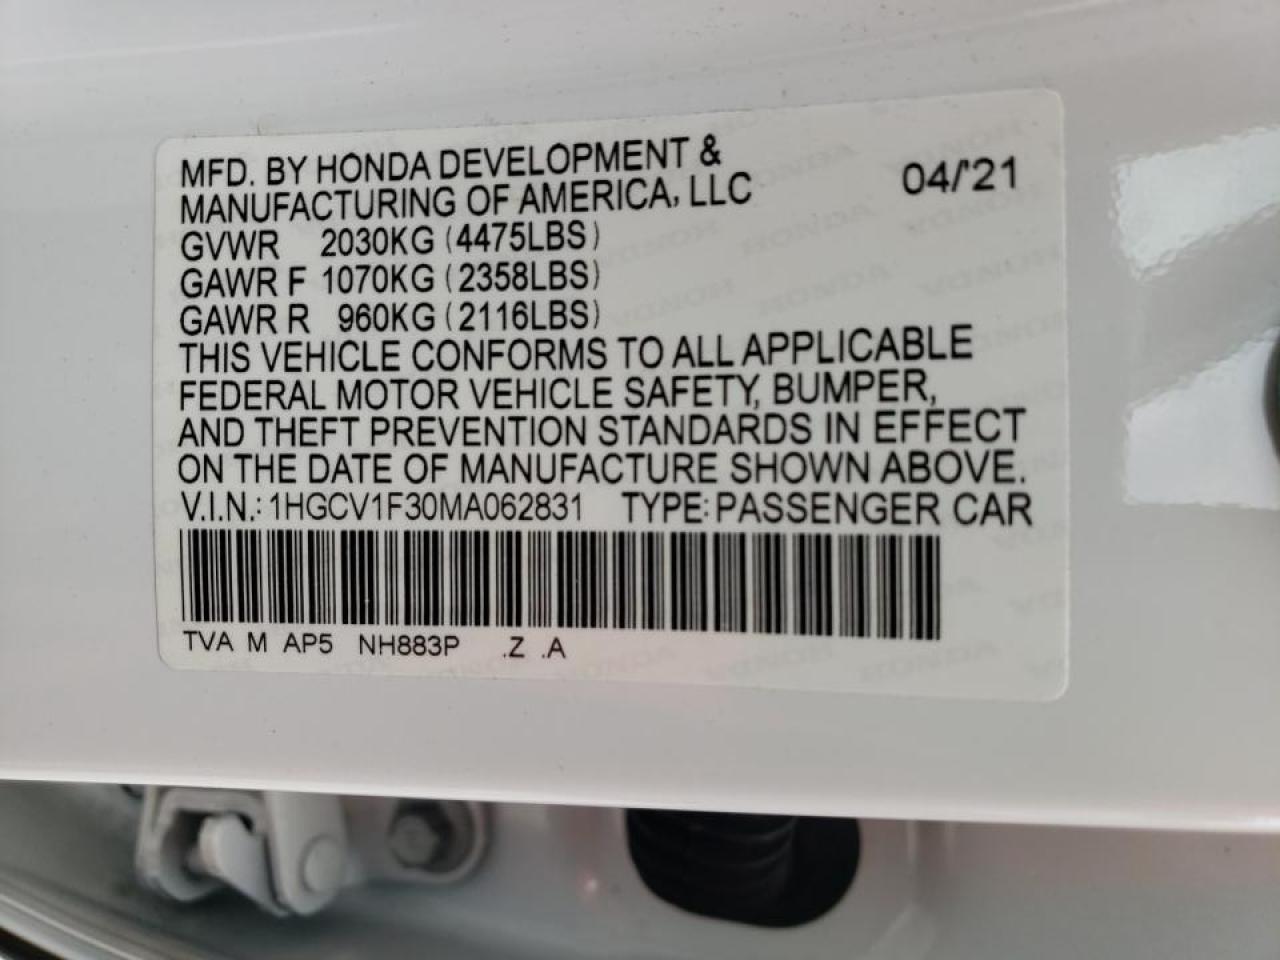 MFD. BY HONDA DEVELOPMENT & 04/'21
MANUFACTURING OF AMERICA, LLC
GVWR 2030KG (4475LBS)
GAWR F 1070KG (2358LBS)
GAWR R 960KG (2116LBS)
THIS VEHICLE CONFORMS TO ALL APPLICABLE
FEDERAL MOTOR VEHICLE SAFETY, BUMPER,
AND THEFT PREVENTION STANDARDS IN EFFECT
ON THE DATE OF MANUFACTURE SHOWN ABOVE.
V.I.N.: 1HGCV1F30MA062831 TYPE: PASSENGER CAR
TVA M AP5 NH883P .Z .A